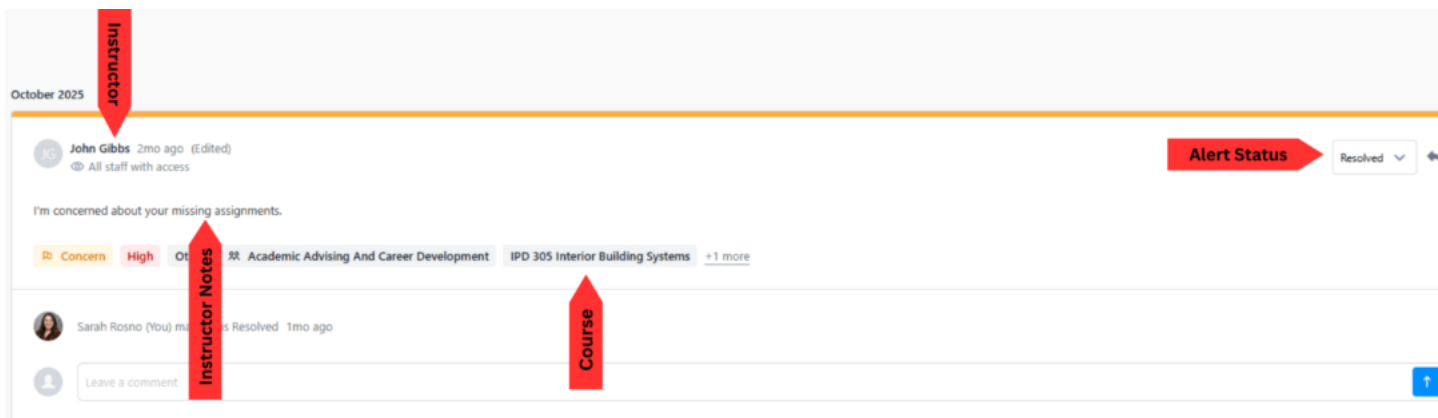 Instructor
October 2025
JG
John Gibbs 2mo ago (Edited)
All staff with access
Alert Status
Resolved
I'm concerned about your missing assignments.
Concern High Academic Advising And Career Development IPD 305 Interior Building Systems +1 more
Instructor Notes
Course
Sarah Rosno (You) Resolved 1mo ago
Leave a comment